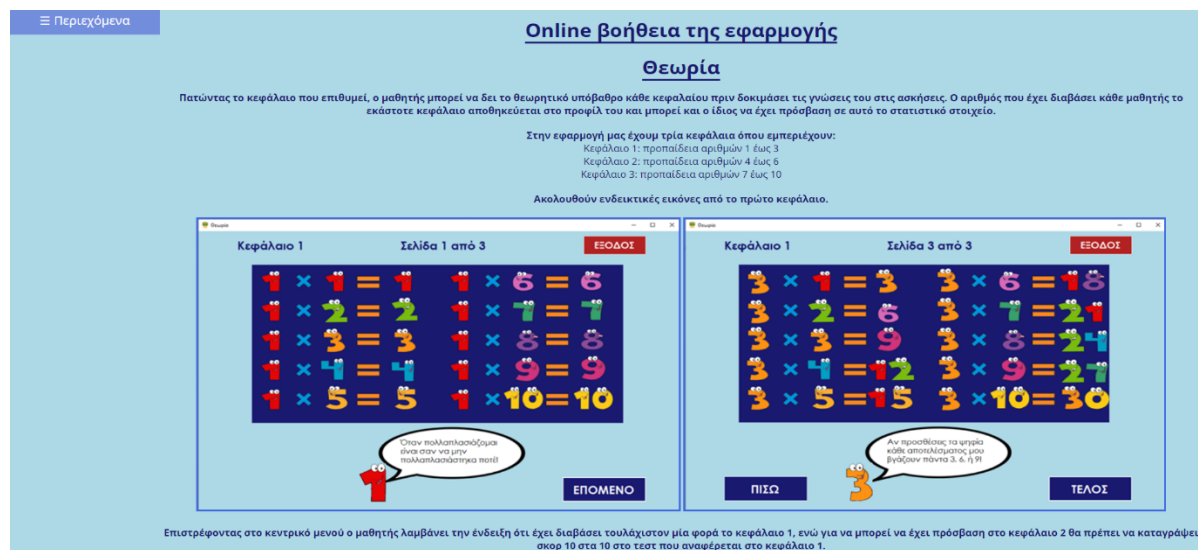 ☰ Περιεχόμενα
Online βοήθεια της εφαρμογής
Θεωρία
Πατώντας το κεφάλαιο που επιθυμεί, ο μαθητής μπορεί να δει το θεωρητικό υπόβαθρο κάθε κεφαλαίου πριν δοκιμάσει τις γνώσεις του στις ασκήσεις. Ο αριθμός που έχει διαβάσει κάθε μαθητής το
εκάστοτε κεφάλαιο αποθηκεύεται στο προφίλ του και μπορεί και ο ίδιος να έχει πρόσβαση σε αυτό το στατιστικό στοιχείο.
Στην εφαρμογή μας έχουμ τρία κεφάλαια όπου εμπεριέχουν:
Κεφάλαιο 1: προπαίδεια αριθμών 1 έως 3
Κεφάλαιο 2: προπαίδεια αριθμών 4 έως 6
Κεφάλαιο 3: προπαίδεια αριθμών 7 έως 10
Ακολουθούν ενδεικτικές εικόνες από το πρώτο κεφάλαιο.
Θεωρία
Κεφάλαιο 1 Σελίδα 1 από 3 ΕΞΟΔΟΣ
1 × 1 = 1 1 × 6 = 6
1 × 2 = 2 1 × 7 = 7
1 × 3 = 3 1 × 8 = 8
1 × 4 = 4 1 × 9 = 9
1 × 5 = 5 1 × 10 = 10
Όταν πολλαπλασιάζομαι
είναι σαν να μην
πολλαπλασιάστηκα ποτέ!
1
ΕΠΟΜΕΝΟ
Θεωρία
Κεφάλαιο 1 Σελίδα 3 από 3 ΕΞΟΔΟΣ
3 × 1 = 3 3 × 6 = 18
3 × 2 = 6 3 × 7 = 21
3 × 3 = 9 3 × 8 = 24
3 × 4 = 12 3 × 9 = 27
3 × 5 = 15 3 × 10 = 30
Αν προσθέσεις τα ψηφία
κάθε αποτελέσματος μου
βγάζουν πάντα 3, 6, ή 9!
3
ΠΙΣΩ ΤΕΛΟΣ
Επιστρέφοντας στο κεντρικό μενού ο μαθητής λαμβάνει την ένδειξη ότι έχει διαβάσει τουλάχιστον μία φορά το κεφάλαιο 1, ενώ για να μπορεί να έχει πρόσβαση στο κεφάλαιο 2 θα πρέπει να καταγράψει
σκορ 10 στα 10 στο τεστ που αναφέρεται στο κεφάλαιο 1.